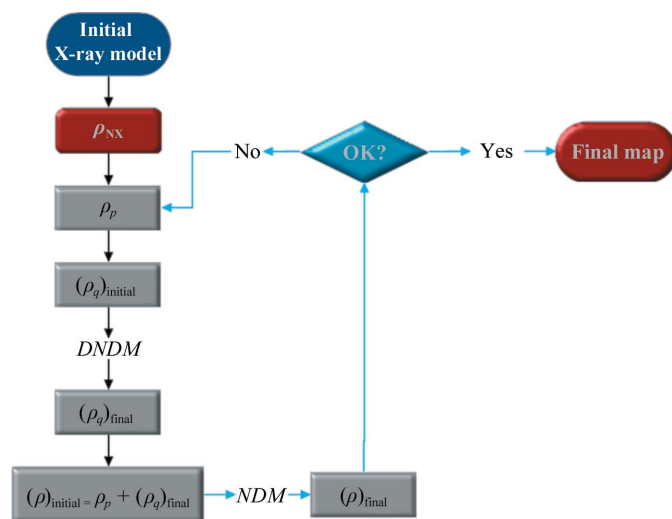 Initial
X-ray model
ρNX
No
OK?
Yes
Final map
ρp
(ρq)initial
DNDM
(ρq)final
(ρ)initial = ρp + (ρq)final
NDM
(ρ)final